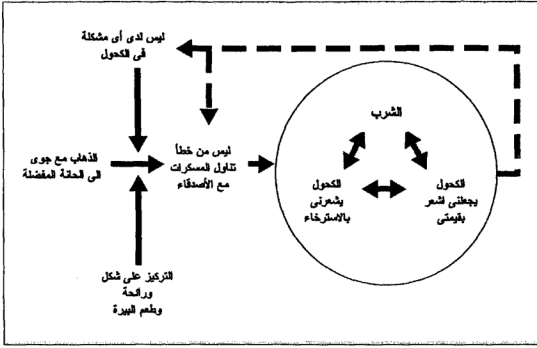 ليس لدى أى مشكلة
فى الكحول
الذهاب مع جوى
الى الحانة المفضلة
ليس من خطأ
تناول المسكرات
مع الأصدقاء
التركيز على شكل
ورائحة
وطعم البيرة
الشرب
الكحول
يجعلنى اشعر
بقيمتى
الكحول
يشعرنى
بالاسترخاء